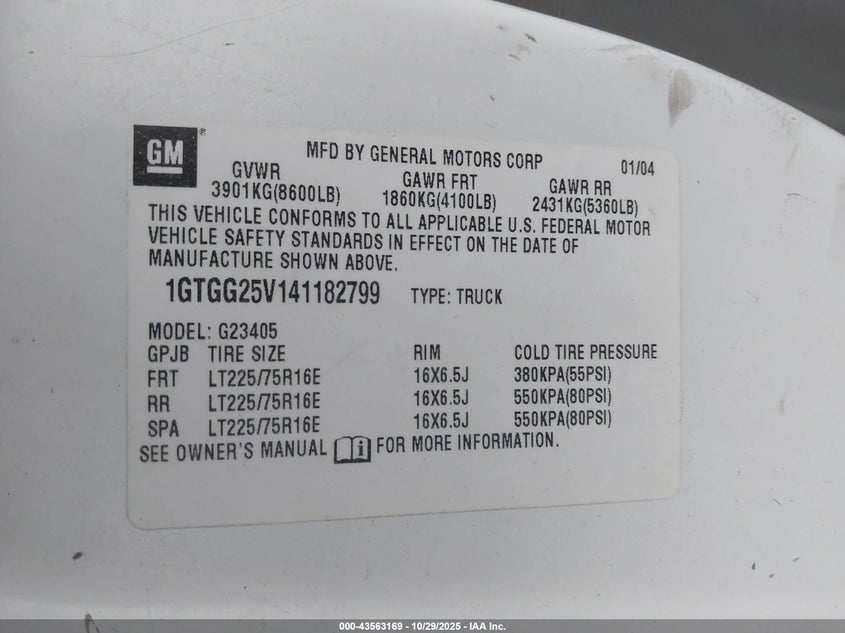 GM
MFD BY GENERAL MOTORS CORP 01/04
GVWR GAWR FRT GAWR RR
3901KG(8600LB) 1860KG(4100LB) 2431KG(5360LB)
THIS VEHICLE CONFORMS TO ALL APPLICABLE U.S. FEDERAL MOTOR
VEHICLE SAFETY STANDARDS IN EFFECT ON THE DATE OF
MANUFACTURE SHOWN ABOVE.
1GTGG25V141182799 TYPE: TRUCK
MODEL: G23405
GPJB TIRE SIZE RIM COLD TIRE PRESSURE
FRT LT225/75R16E 16X6.5J 380KPA(55PSI)
RR LT225/75R16E 16X6.5J 550KPA(80PSI)
SPA LT225/75R16E 16X6.5J 550KPA(80PSI)
SEE OWNER'S MANUAL i FOR MORE INFORMATION.
000-43563169 - 10/29/2025 - IAA Inc.